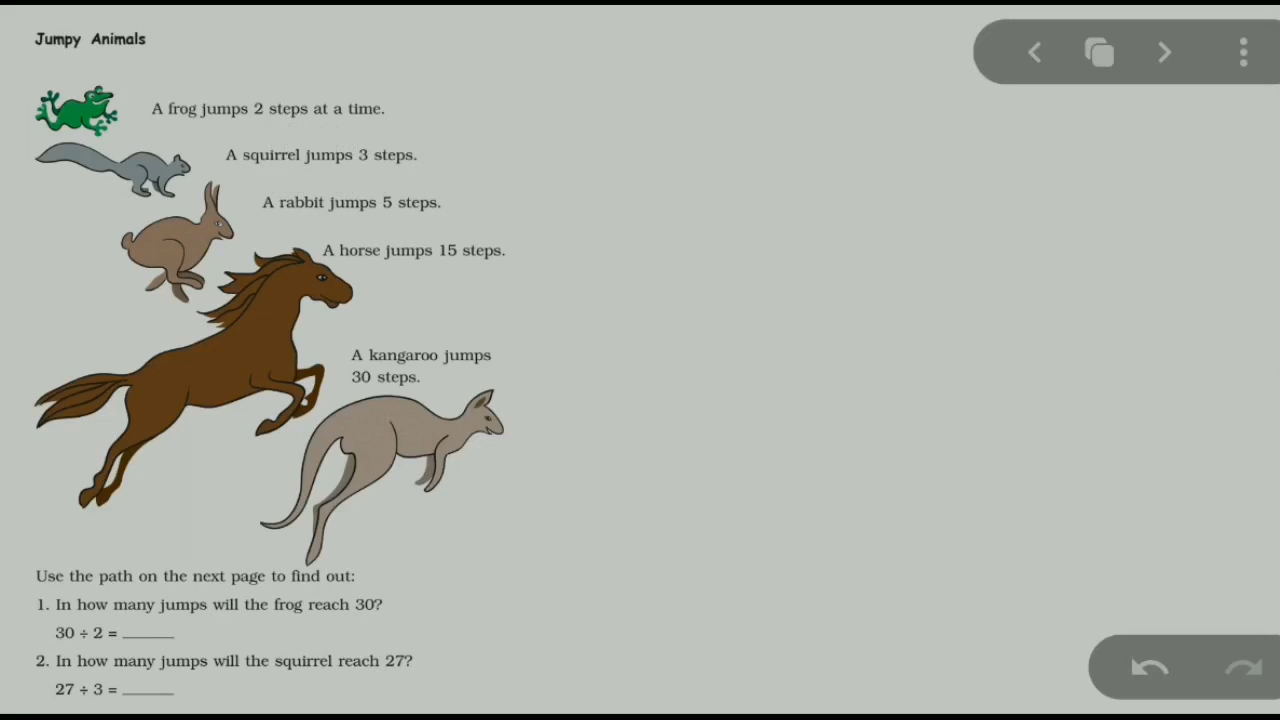 Jumpy Animals
A frog jumps 2 steps at a time.
A squirrel jumps 3 steps.
A rabbit jumps 5 steps.
A horse jumps 15 steps.
A kangaroo jumps
30 steps.
Use the path on the next page to find out:
1. In how many jumps will the frog reach 30?
30 ÷ 2 = ______
2. In how many jumps will the squirrel reach 27?
27 ÷ 3 = ______